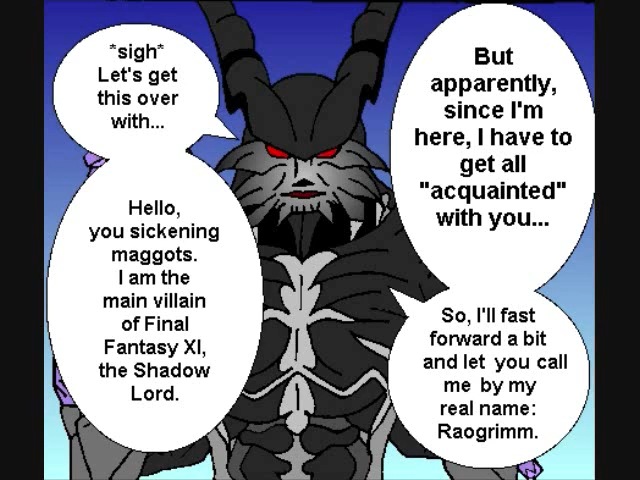 *sigh*
Let's get
this over
with...
Hello,
you sickening
maggots.
I am the
main villain
of Final
Fantasy XI,
the Shadow
Lord.
But
apparently,
since I'm
here, I have to
get all
"acquainted"
with you...
So, I'll fast
forward a bit
and let you call
me by my
real name:
Raogrimm.